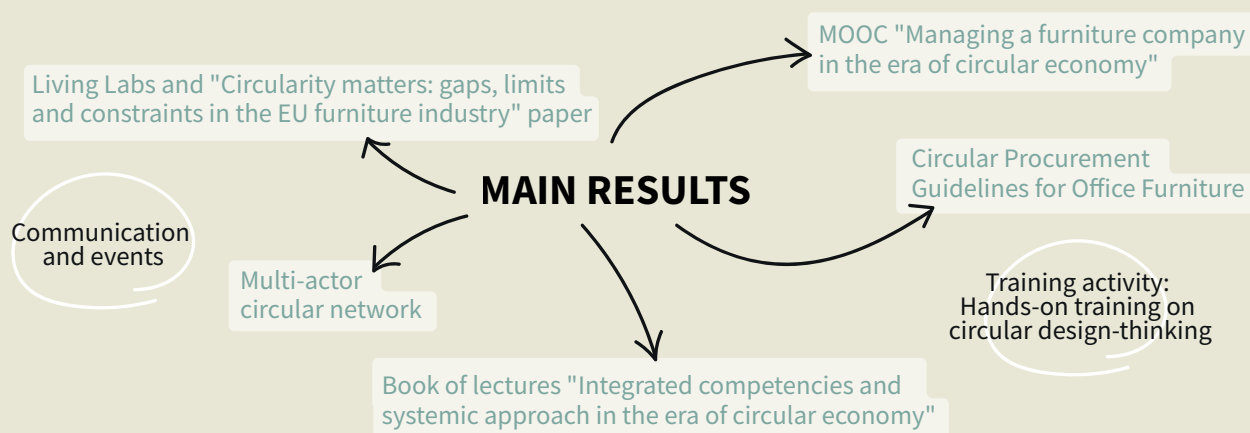 MOOC "Managing a furniture company
in the era of circular economy"
Living Labs and "Circularity matters: gaps, limits
and constraints in the EU furniture industry" paper
Circular Procurement
Guidelines for Office Furniture
MAIN RESULTS
Communication
and events
Multi-actor
circular network
Training activity:
Hands-on training on
circular design-thinking
Book of lectures "Integrated competencies and
systemic approach in the era of circular economy"